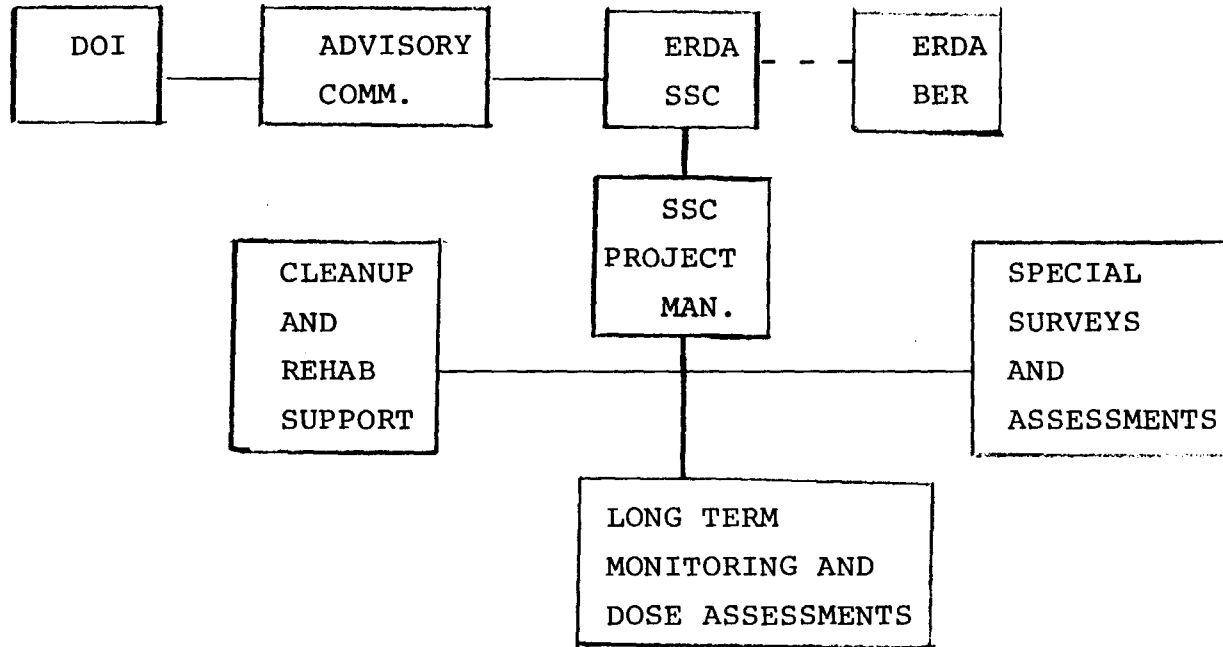 DOI
ADVISORY
COMM.
ERDA
SSC
ERDA
BER
SSC
PROJECT
MAN.
CLEANUP
AND
REHAB
SUPPORT
SPECIAL
SURVEYS
AND
ASSESSMENTS
LONG TERM
MONITORING AND
DOSE ASSESSMENTS